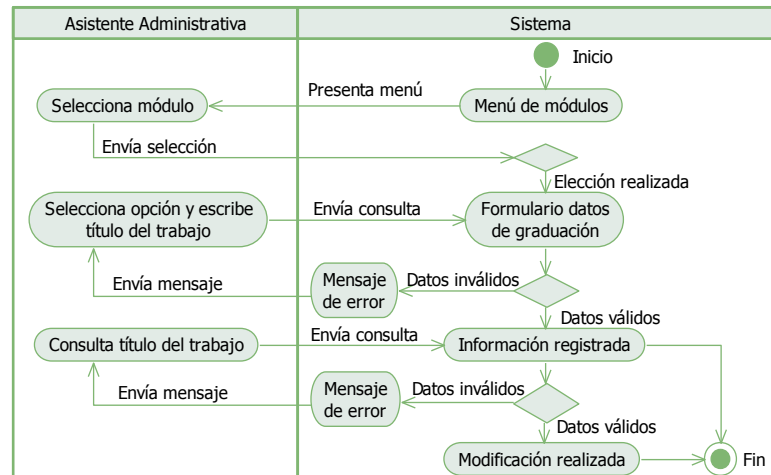 Asistente Administrativa
Sistema
Inicio
Presenta menú
Selecciona módulo
Menú de módulos
Envía selección
Elección realizada
Selecciona opción y escribe
título del trabajo
Envía consulta
Formulario datos
de graduación
Envía mensaje
Mensaje
de error
Datos inválidos
Datos válidos
Consulta título del trabajo
Envía consulta
Información registrada
Envía mensaje
Mensaje
de error
Datos inválidos
Datos válidos
Modificación realizada
Fin